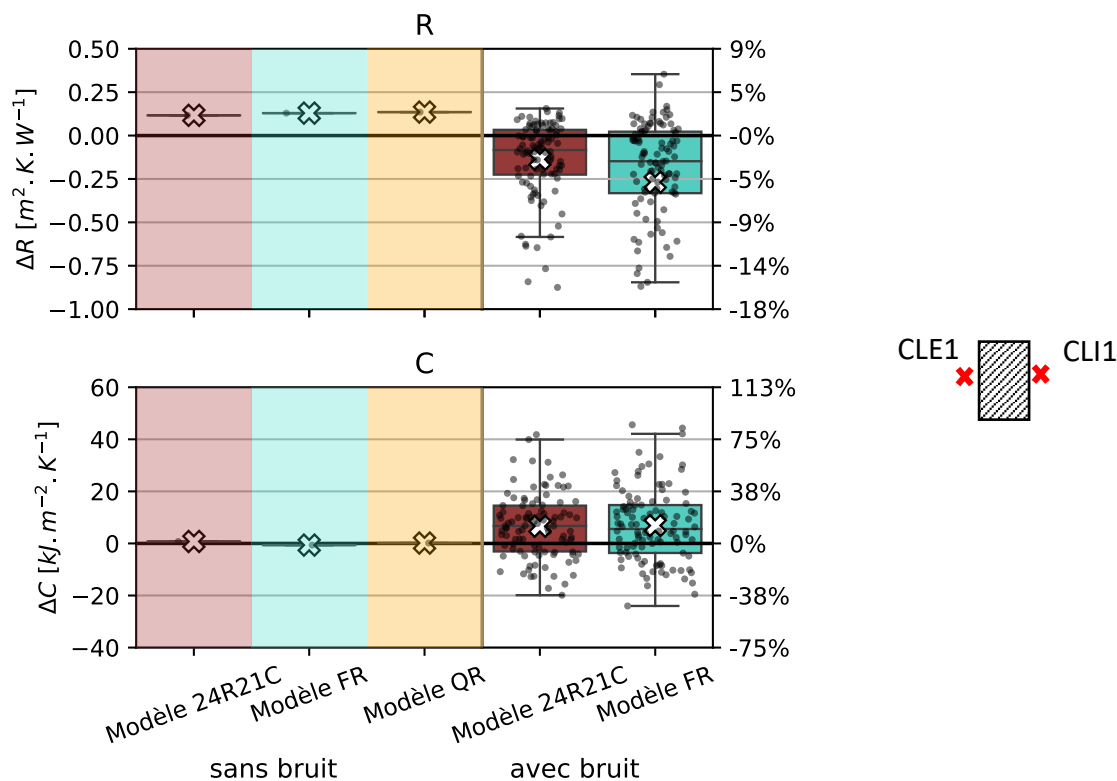 R
0.50
0.25
0.00
−0.25
−0.50
−0.75
−1.00
ΔR [m².K.W⁻¹]
9%
5%
-0%
-5%
-9%
-14%
-18%
C
60
40
20
0
−20
−40
ΔC [kJ.m⁻².K⁻¹]
113%
75%
38%
0%
-38%
-75%
Modèle 24R21C
Modèle FR
Modèle QR
Modèle 24R21C
Modèle FR
sans bruit
avec bruit
CLE1
CLI1